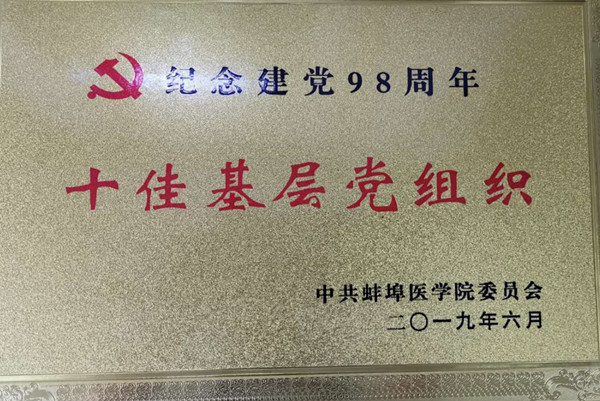 纪念建党98周年
十佳基层党组织
中共蚌埠医学院委员会
二〇一九年六月